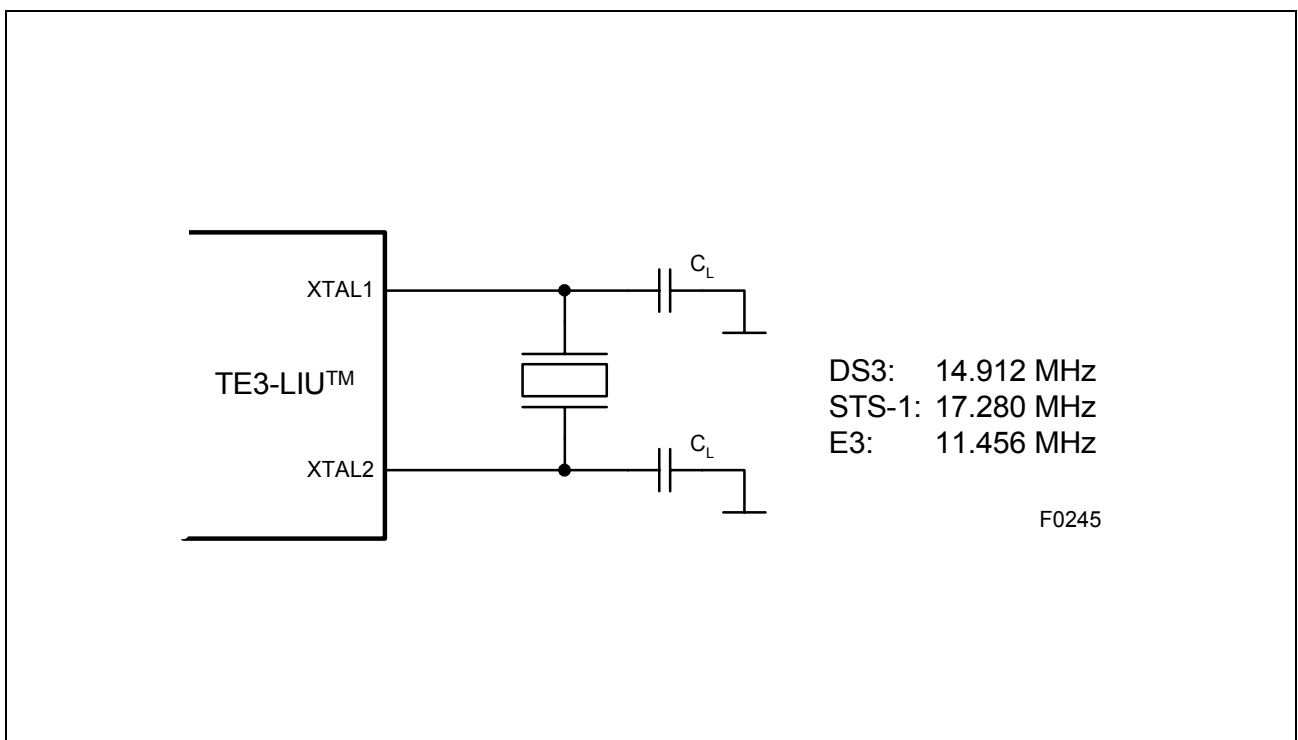 XTAL1
C_L
TE3-LIU™
XTAL2
C_L
DS3: 14.912 MHz
STS-1: 17.280 MHz
E3: 11.456 MHz
F0245